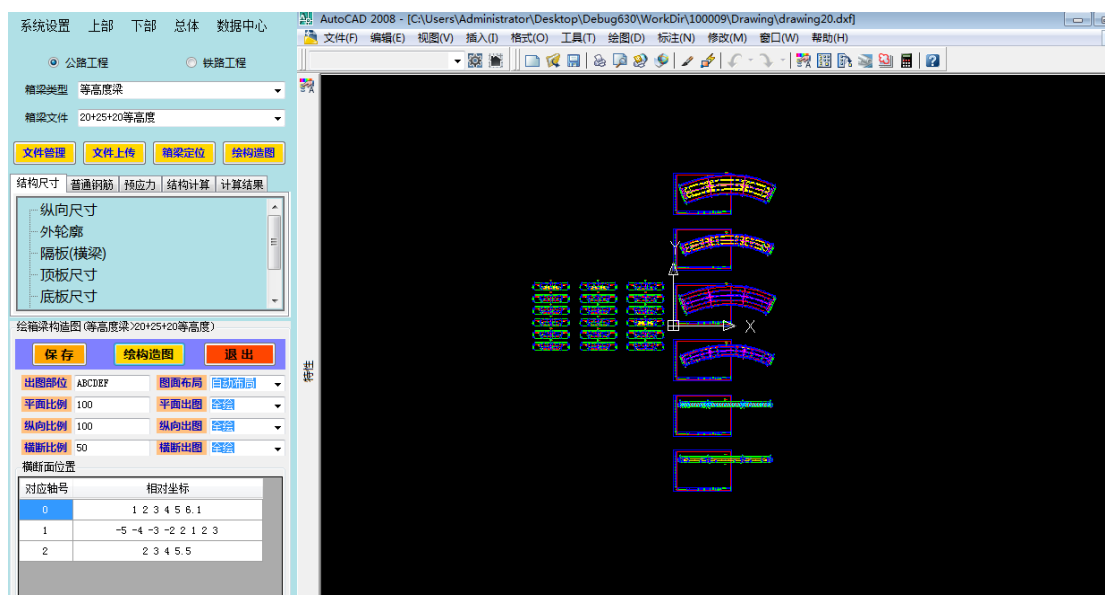 系统设置 上部 下部 总体 数据中心
公路工程 铁路工程
箱梁类型 等高度梁
箱梁文件 20+25+20等高度
文件管理 文件上传 箱梁定位 绘构造图
结构尺寸 普通钢筋 预应力 结构计算 计算结果
纵向尺寸
外轮廓
隔板(横梁)
顶板尺寸
底板尺寸
绘箱梁构造图(等高度梁>20+25+20等高度)
保存 绘构造图 退出
出图部位 ABCDEF 图面布局 自动布局
平面比例 100 平面出图 全绘
纵向比例 100 纵向出图 全绘
横断比例 50 横断出图 全绘
横断面位置
对应轴号 相对坐标
0 1 2 3 4 5 6.1
1 -5 -4 -3 -2 2 1 2 3
2 2 3 4 5.5
AutoCAD 2008 - [C:\Users\Administrator\Desktop\Debug630\WorkDir\100009\Drawing\drawing20.dxf]
文件(F) 编辑(E) 视图(V) 插入(I) 格式(O) 工具(T) 绘图(D) 标注(N) 修改(M) 窗口(W) 帮助(H)
特性
Y
X